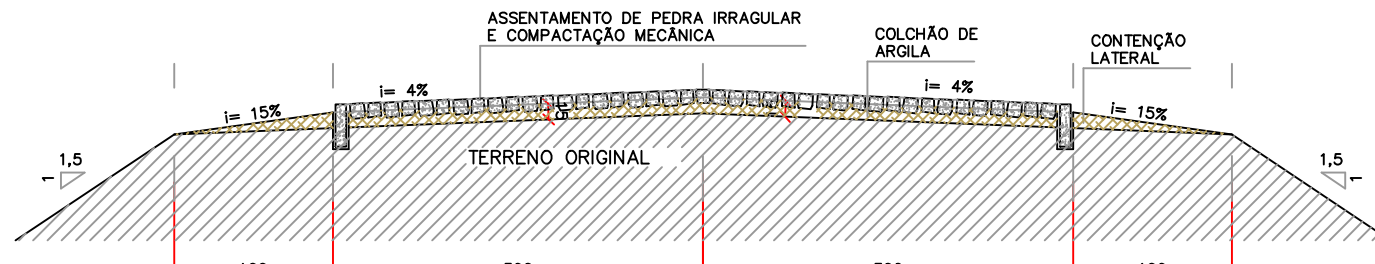 ASSENTAMENTO DE PEDRA IRRAGULAR
E COMPACTAÇÃO MECÂNICA
COLCHÃO DE
ARGILA
CONTENÇÃO
LATERAL
i= 15%
i= 4%
i= 4%
i= 15%
TERRENO ORIGINAL
1,5
1
1,5
1